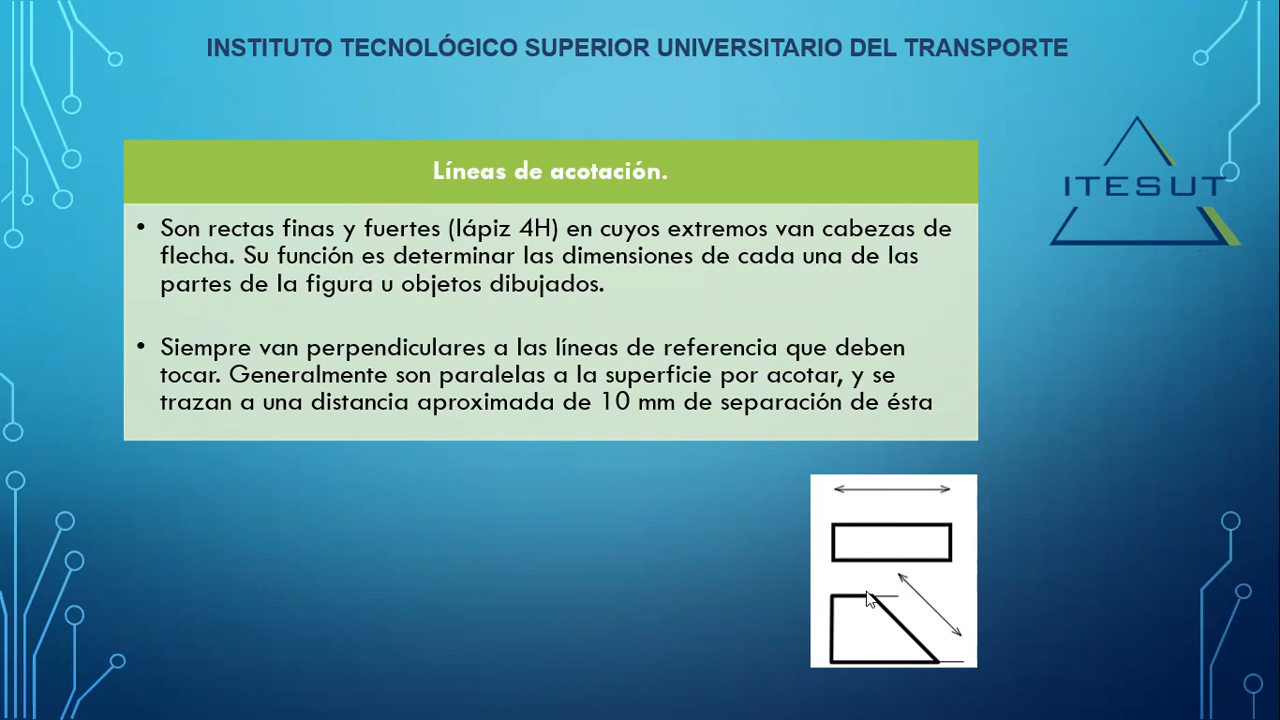 INSTITUTO TECNOLÓGICO SUPERIOR UNIVERSITARIO DEL TRANSPORTE
Líneas de acotación.
• Son rectas finas y fuertes (lápiz 4H) en cuyos extremos van cabezas de
flecha. Su función es determinar las dimensiones de cada una de las
partes de la figura u objetos dibujados.
• Siempre van perpendiculares a las líneas de referencia que deben
tocar. Generalmente son paralelas a la superficie por acotar, y se
trazan a una distancia aproximada de 10 mm de separación de ésta
ITESUT